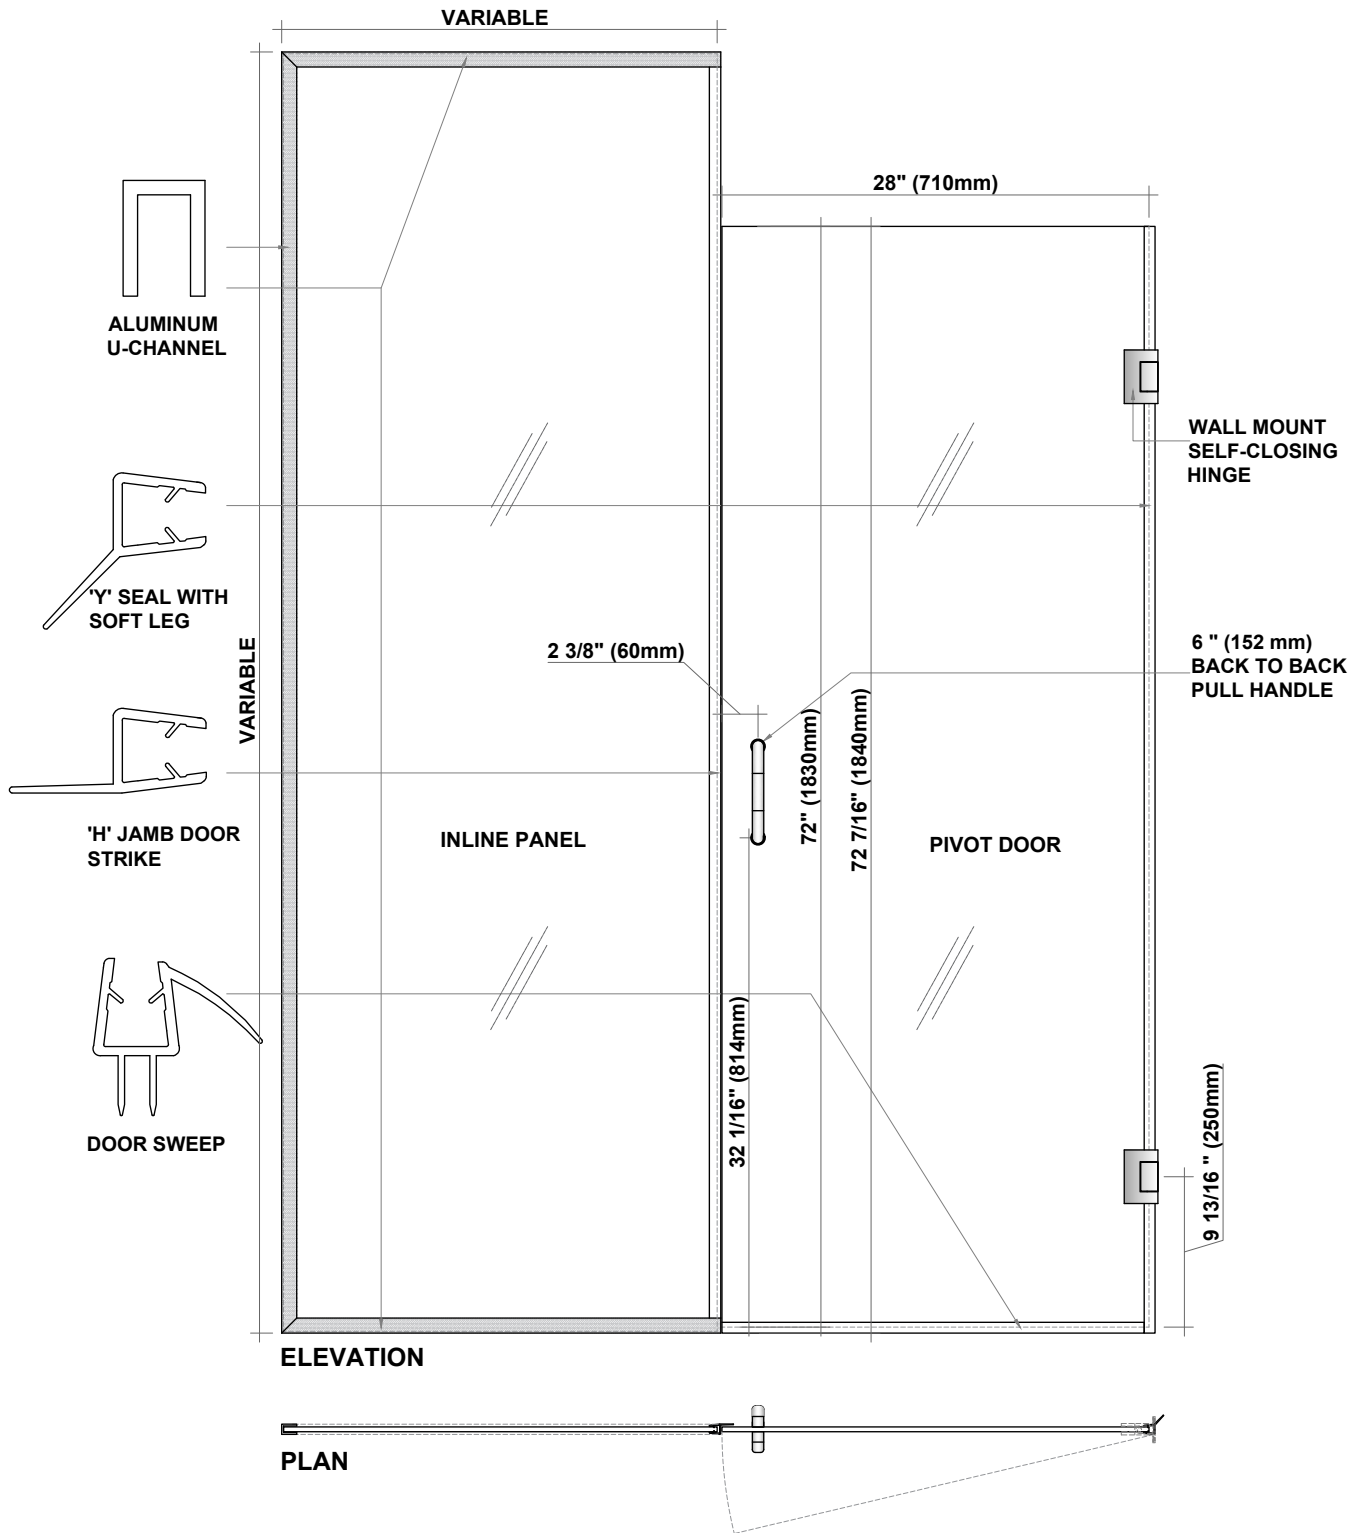 VARIABLE
28" (710mm)
ALUMINUM
U-CHANNEL
WALL MOUNT
SELF-CLOSING
HINGE
'Y' SEAL WITH
SOFT LEG
VARIABLE
2 3/8" (60mm)
6 " (152 mm)
BACK TO BACK
PULL HANDLE
72" (1830mm)
72 7/16" (1840mm)
'H' JAMB DOOR
STRIKE
INLINE PANEL
PIVOT DOOR
32 1/16" (814mm)
9 13/16 " (250mm)
DOOR SWEEP
ELEVATION
PLAN